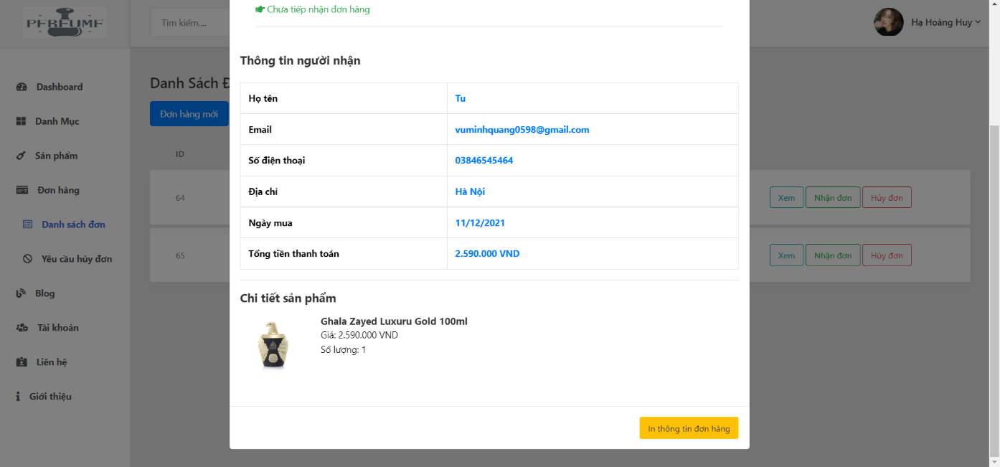 PERFUME
Tìm kiếm....
Hạ Hoàng Huy
Dashboard
Danh Mục
Sản phẩm
Đơn hàng
Danh sách đơn
Yêu cầu hủy đơn
Blog
Tài khoản
Liên hệ
Giới thiệu
Danh Sách Đ
Đơn hàng mới
ID
64
Xem
Nhận đơn
Hủy đơn
65
Xem
Nhận đơn
Hủy đơn
Chưa tiếp nhận đơn hàng
Thông tin người nhận
Họ tên Tu
Email vuminhquang0598@gmail.com
Số điện thoại 03846545464
Địa chỉ Hà Nội
Ngày mua 11/12/2021
Tổng tiền thanh toán 2.590.000 VND
Chi tiết sản phẩm
Ghala Zayed Luxuru Gold 100ml
Giá: 2.590.000 VND
Số lượng: 1
In thông tin đơn hàng